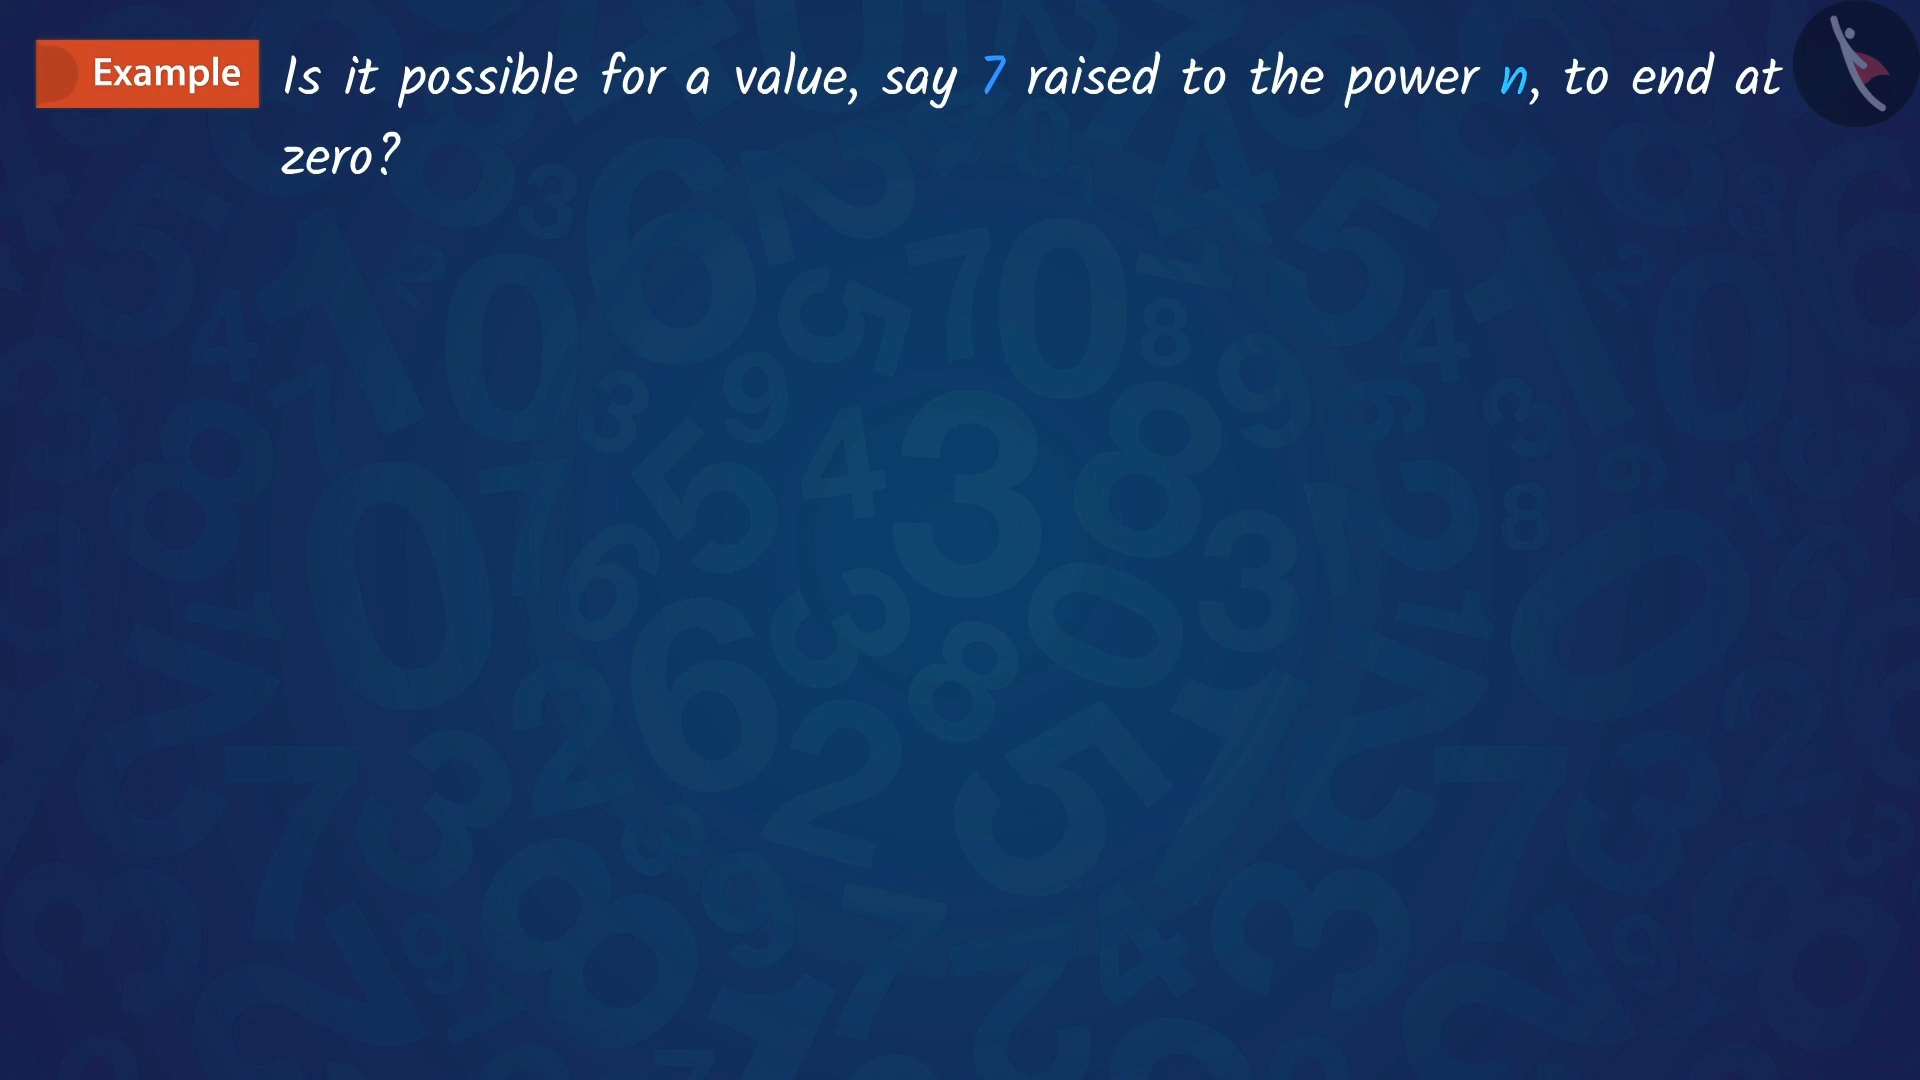 Example Is it possible for a value, say 7 raised to the power n, to end at
zero?